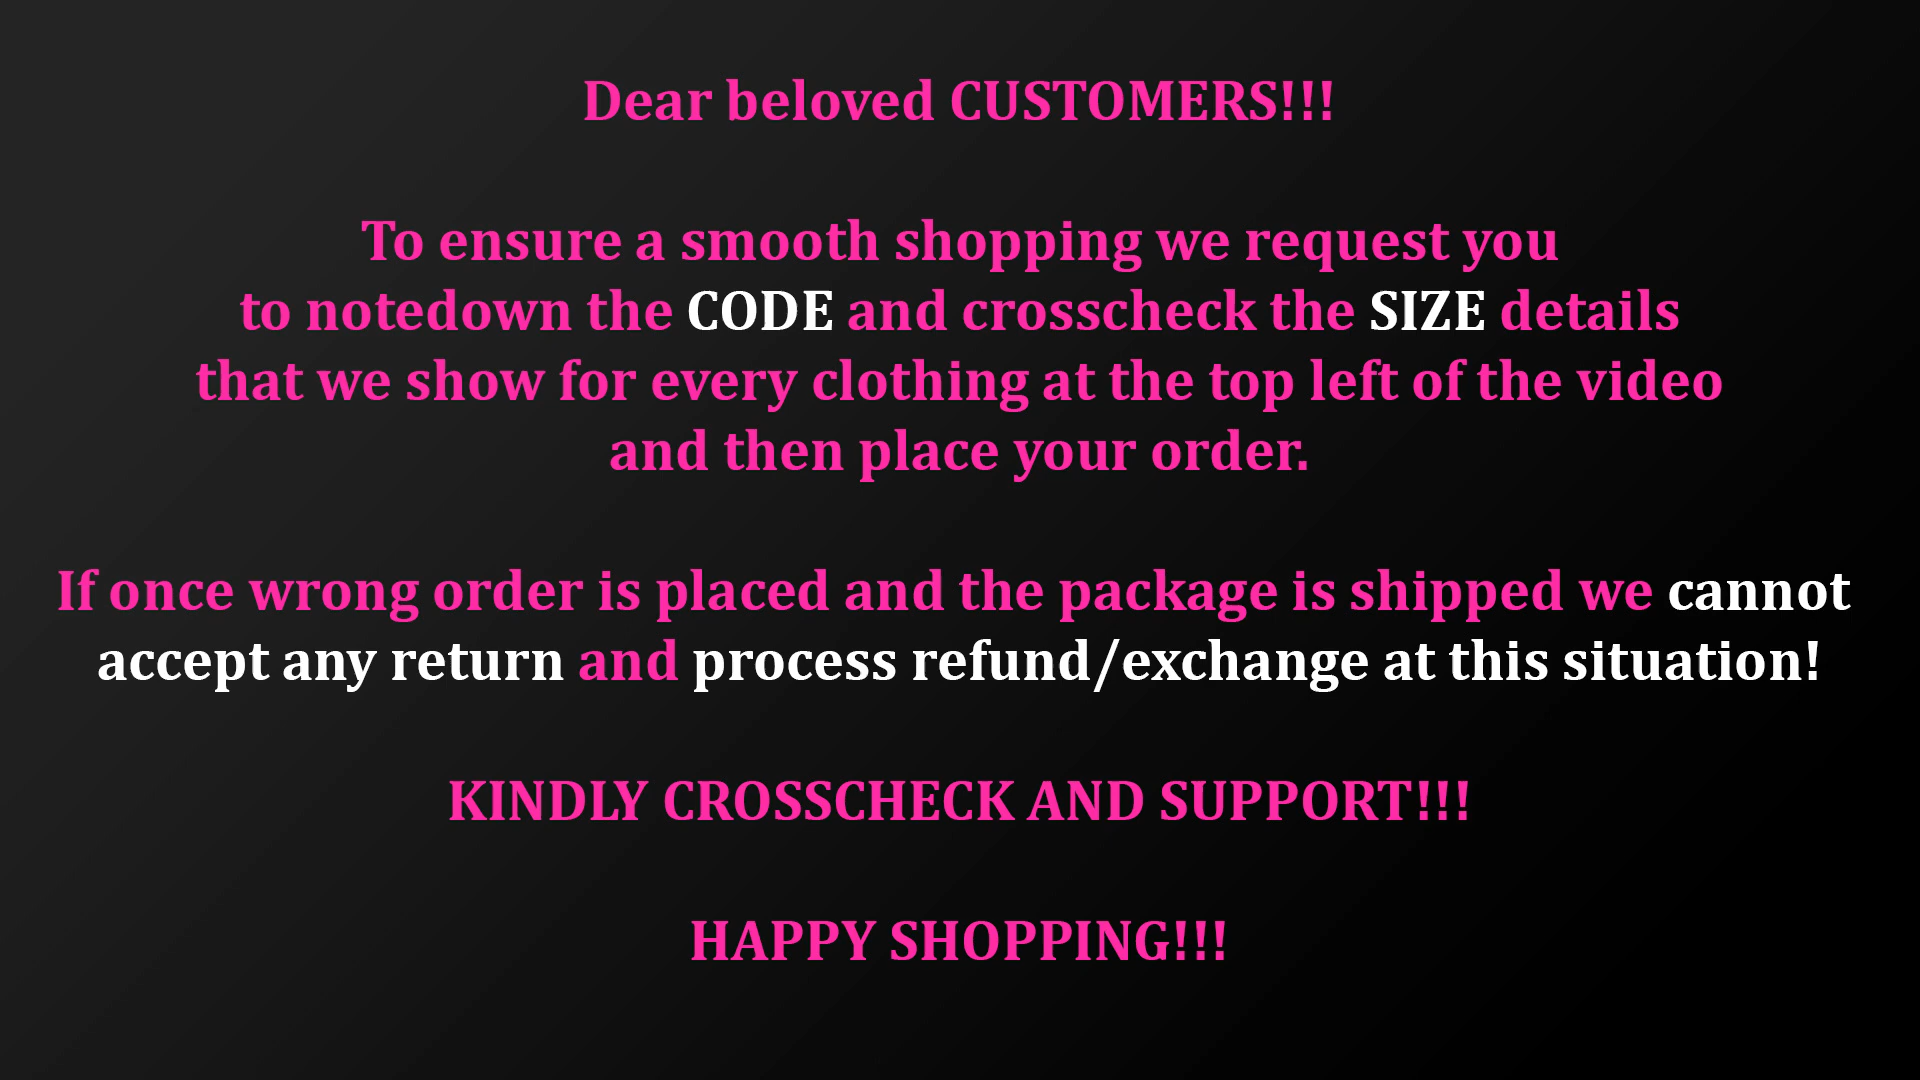 Dear beloved CUSTOMERS!!!
To ensure a smooth shopping we request you
to notedown the CODE and crosscheck the SIZE details
that we show for every clothing at the top left of the video
and then place your order.
If once wrong order is placed and the package is shipped we cannot
accept any return and process refund/exchange at this situation!
KINDLY CROSSCHECK AND SUPPORT!!!
HAPPY SHOPPING!!!